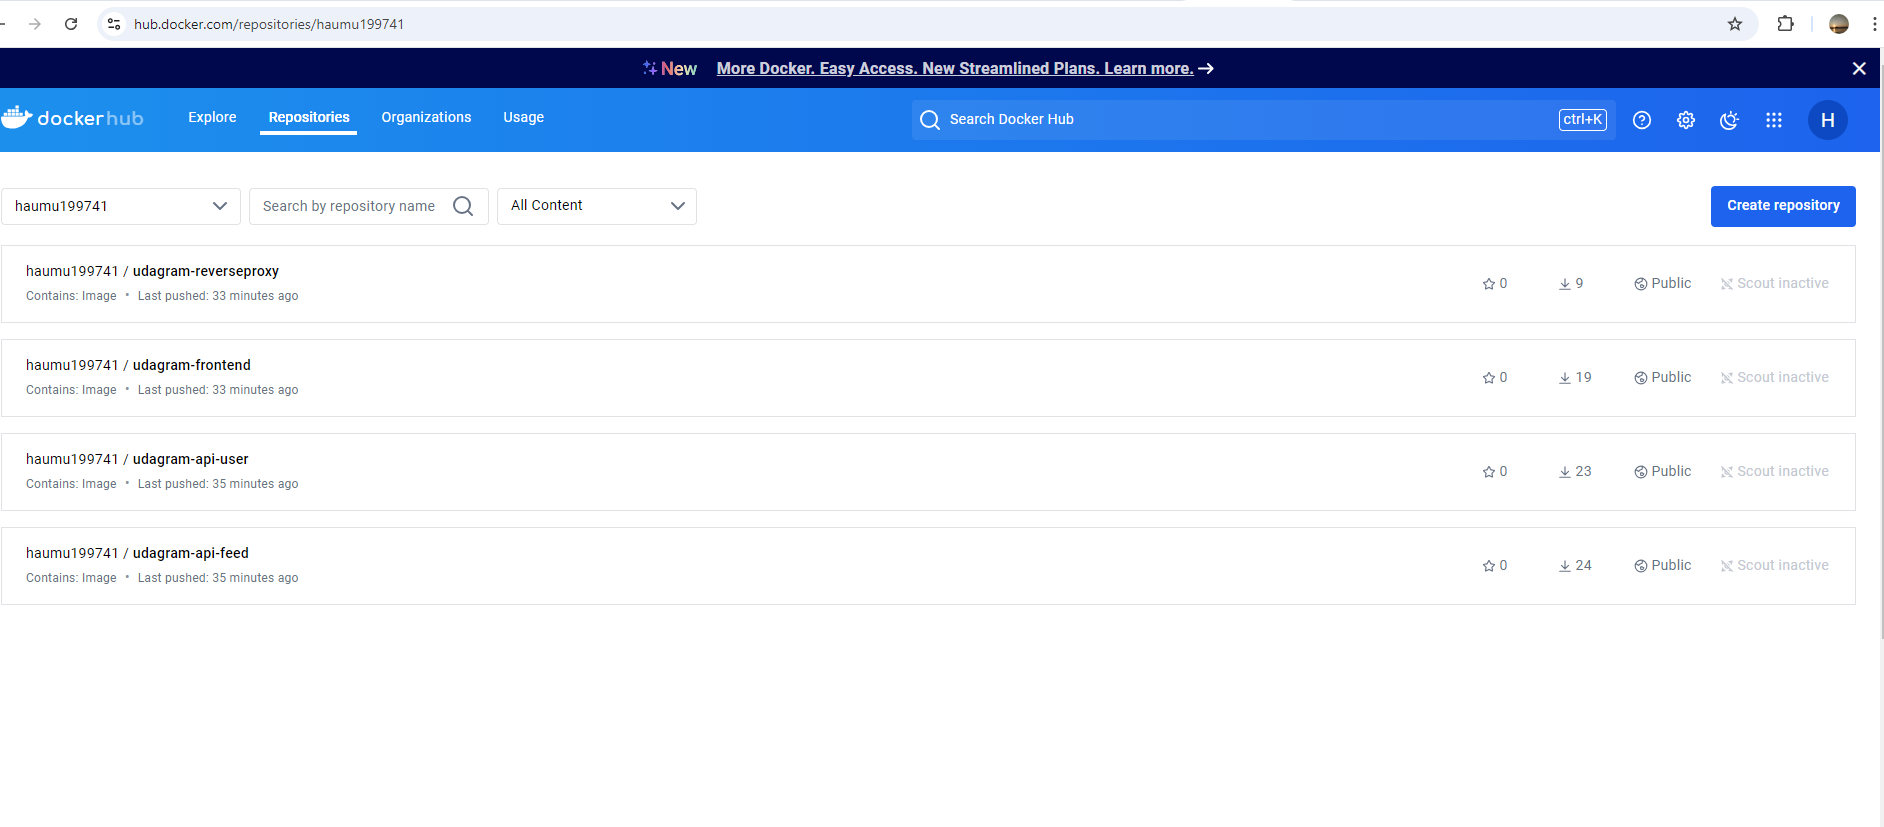 hub.docker.com/repositories/haumu199741
New More Docker. Easy Access. New Streamlined Plans. Learn more.
dockerhub Explore Repositories Organizations Usage Search Docker Hub ctrl+K H
haumu199741 Search by repository name All Content Create repository
haumu199741 / udagram-reverseproxy
Contains: Image • Last pushed: 33 minutes ago
0 9 Public Scout inactive
haumu199741 / udagram-frontend
Contains: Image • Last pushed: 33 minutes ago
0 19 Public Scout inactive
haumu199741 / udagram-api-user
Contains: Image • Last pushed: 35 minutes ago
0 23 Public Scout inactive
haumu199741 / udagram-api-feed
Contains: Image • Last pushed: 35 minutes ago
0 24 Public Scout inactive